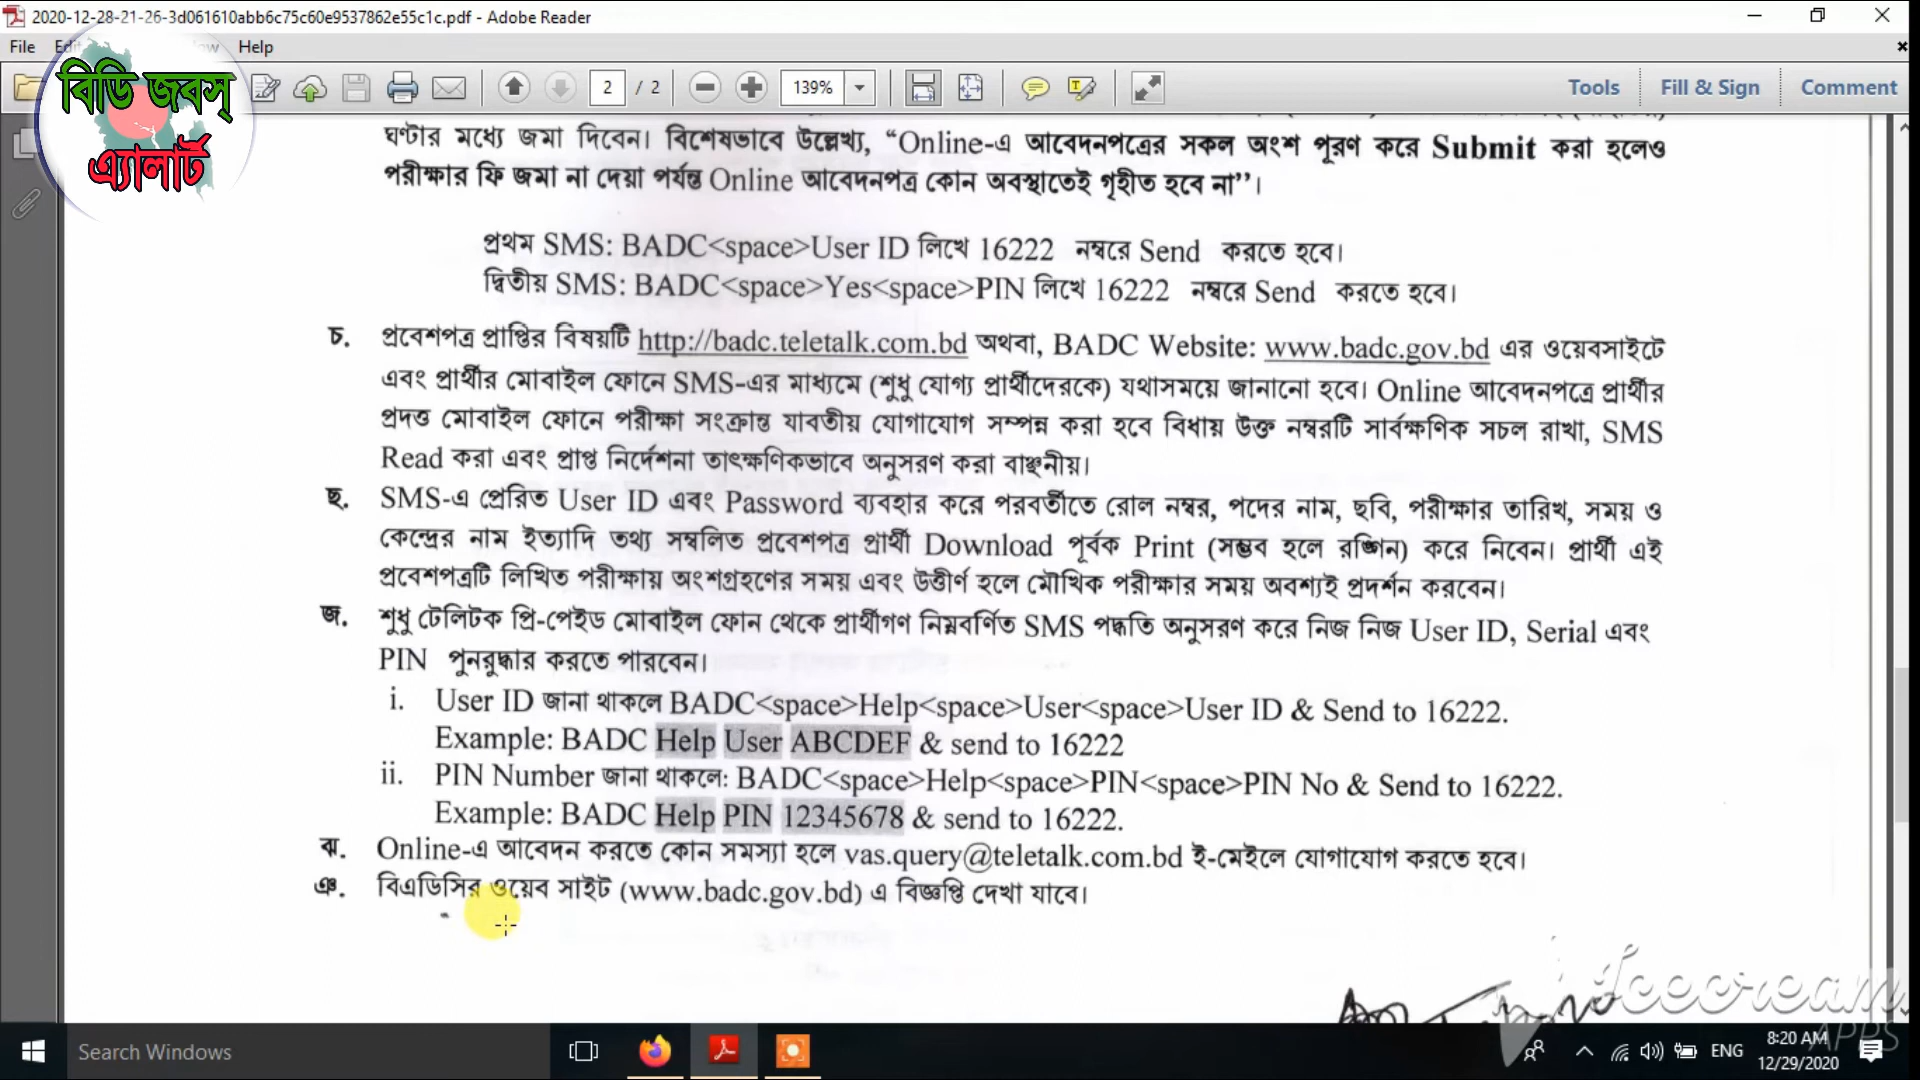 2020-12-28-21-26-3d061610abb6c75c60e9537862e55c1c.pdf - Adobe Reader
File Help
বিডি জবস্
এ্যালার্ট
2 / 2 139% Tools Fill & Sign Comment
ঘণ্টার মধ্যে জমা দিবেন। বিশেষভাবে উল্লেখ্য, “Online-এ আবেদনপত্রের সকল অংশ পূরণ করে Submit করা হলেও
পরীক্ষার ফি জমা না দেয়া পর্যন্ত Online আবেদনপত্র কোন অবস্থাতেই গৃহীত হবে না”।
প্রথম SMS: BADC<space>User ID লিখে 16222 নম্বরে Send করতে হবে।
দ্বিতীয় SMS: BADC<space>Yes<space>PIN লিখে 16222 নম্বরে Send করতে হবে।
চ. প্রবেশপত্র প্রাপ্তির বিষয়টি http://badc.teletalk.com.bd অথবা, BADC Website: www.badc.gov.bd এর ওয়েবসাইটে
এবং প্রার্থীর মোবাইল ফোনে SMS-এর মাধ্যমে (শুধু যোগ্য প্রার্থীদেরকে) যথাসময়ে জানানো হবে। Online আবেদনপত্রে প্রার্থীর
প্রদত্ত মোবাইল ফোনে পরীক্ষা সংক্রান্ত যাবতীয় যোগাযোগ সম্পন্ন করা হবে বিধায় উক্ত নম্বরটি সার্বক্ষণিক সচল রাখা, SMS
Read করা এবং প্রাপ্ত নির্দেশনা তাৎক্ষণিকভাবে অনুসরণ করা বাঞ্ছনীয়।
ছ. SMS-এ প্রেরিত User ID এবং Password ব্যবহার করে পরবর্তীতে রোল নম্বর, পদের নাম, ছবি, পরীক্ষার তারিখ, সময় ও
কেন্দ্রের নাম ইত্যাদি তথ্য সম্বলিত প্রবেশপত্র প্রার্থী Download পূর্বক Print (সম্ভব হলে রঙ্গিন) করে নিবেন। প্রার্থী এই
প্রবেশপত্রটি লিখিত পরীক্ষায় অংশগ্রহণের সময় এবং উত্তীর্ণ হলে মৌখিক পরীক্ষার সময় অবশ্যই প্রদর্শন করবেন।
জ. শুধু টেলিটক প্রি-পেইড মোবাইল ফোন থেকে প্রার্থীগণ নিম্নবর্ণিত SMS পদ্ধতি অনুসরণ করে নিজ নিজ User ID, Serial এবং
PIN পুনরুদ্ধার করতে পারবেন।
i. User ID জানা থাকলে BADC<space>Help<space>User<space>User ID & Send to 16222.
Example: BADC Help User ABCDEF & send to 16222
ii. PIN Number জানা থাকলে: BADC<space>Help<space>PIN<space>PIN No & Send to 16222.
Example: BADC Help PIN 12345678 & send to 16222.
ঝ. Online-এ আবেদন করতে কোন সমস্যা হলে vas.query@teletalk.com.bd ই-মেইলে যোগাযোগ করতে হবে।
ঞ. বিএডিসির ওয়েব সাইট (www.badc.gov.bd) এ বিজ্ঞপ্তি দেখা যাবে।
Icecream
APPS
Search Windows ENG 8:20 AM
12/29/2020